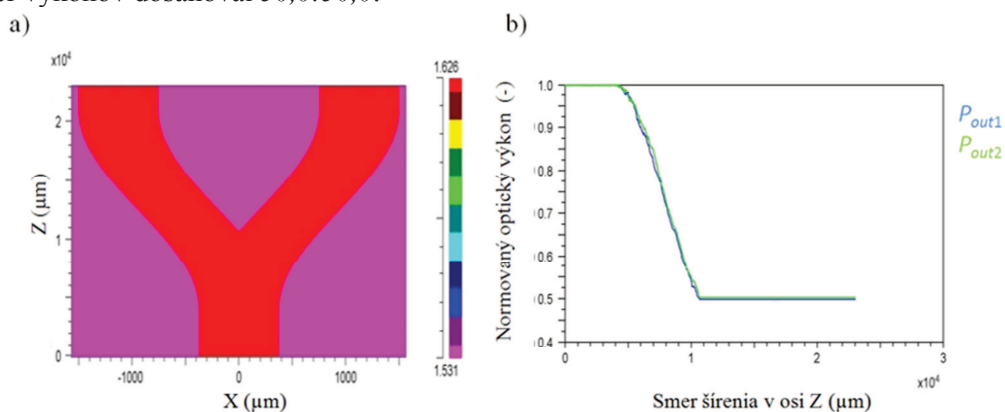 a)
x10⁴
2
1
0
Z (µm)
-1000
0
1000
X (µm)
1.626
1.531
b)
Normovaný optický výkon (-)
1.0
0.9
0.8
0.7
0.6
0.5
0.4
0
1
2
3
x10⁴
Smer šírenia v osi Z (µm)
Pout1
Pout2